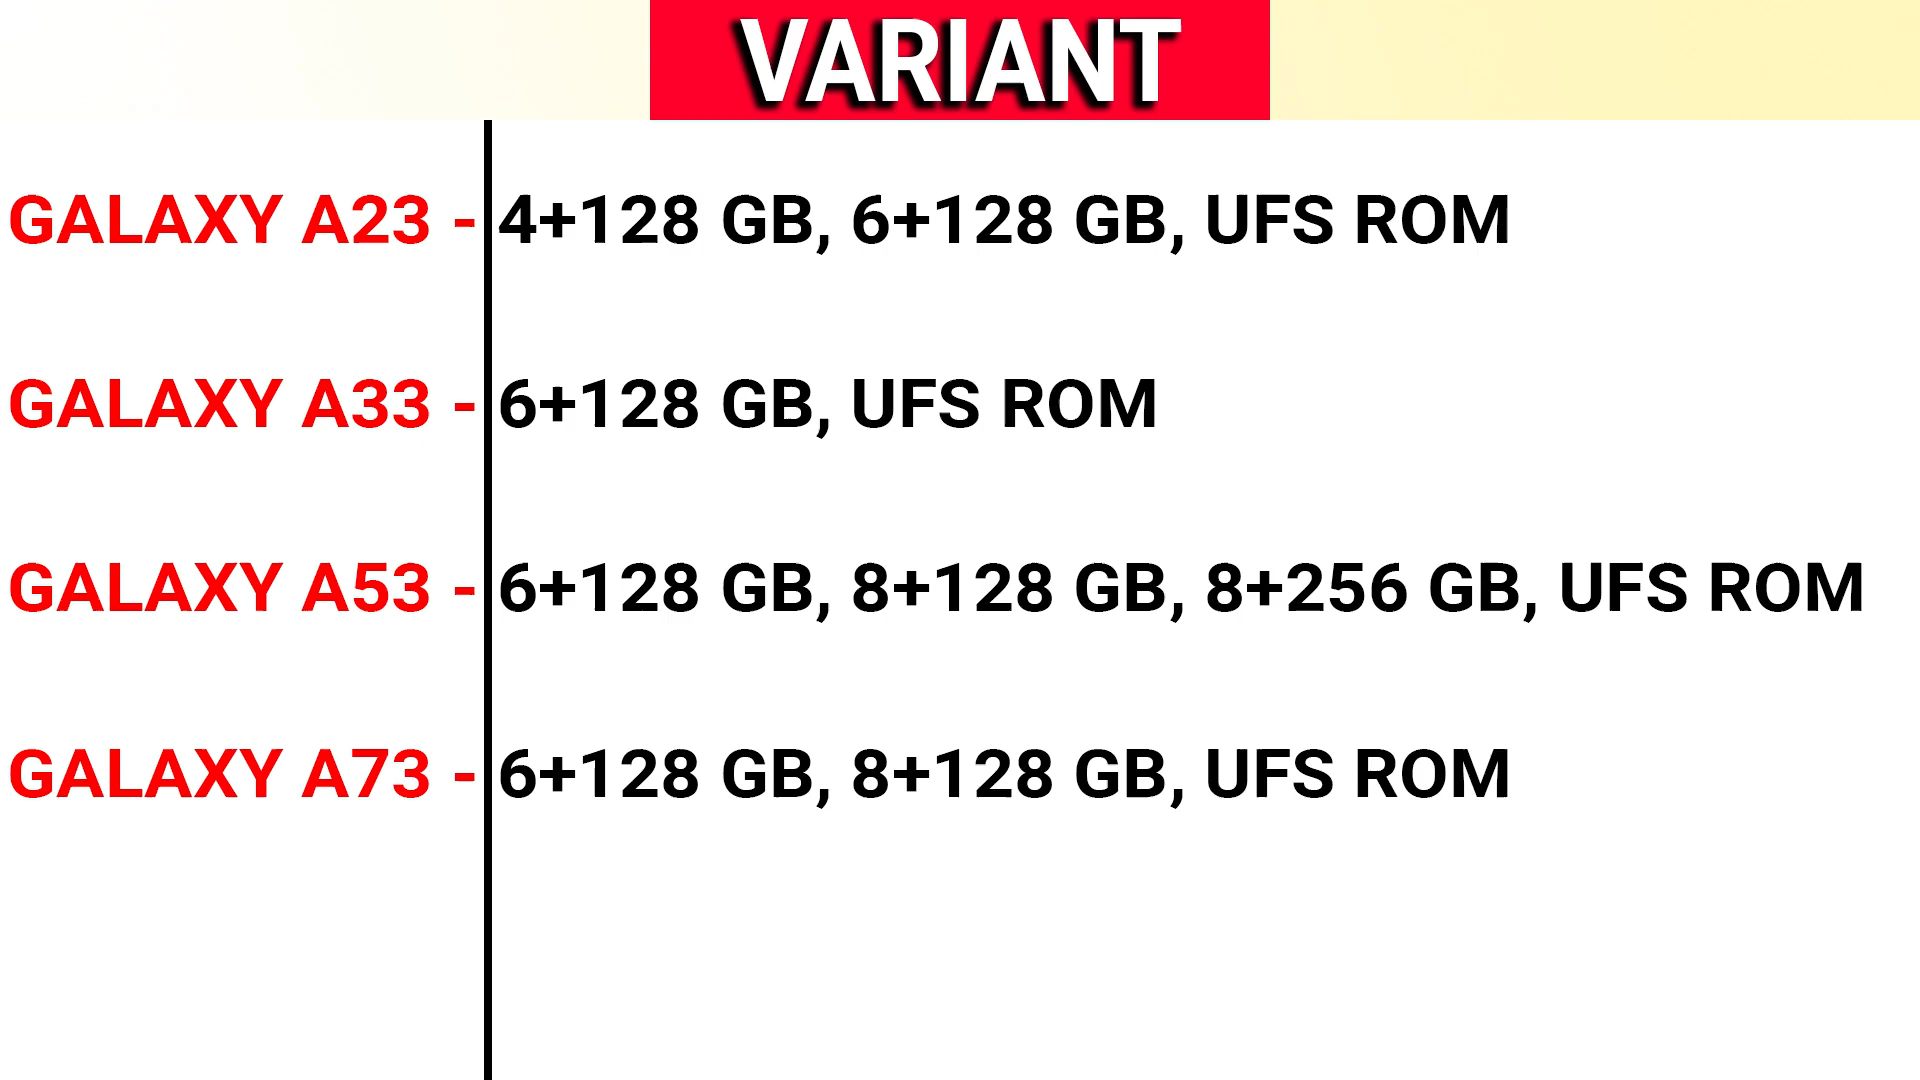 VARIANT
GALAXY A23 - 4+128 GB, 6+128 GB, UFS ROM
GALAXY A33 - 6+128 GB, UFS ROM
GALAXY A53 - 6+128 GB, 8+128 GB, 8+256 GB, UFS ROM
GALAXY A73 - 6+128 GB, 8+128 GB, UFS ROM